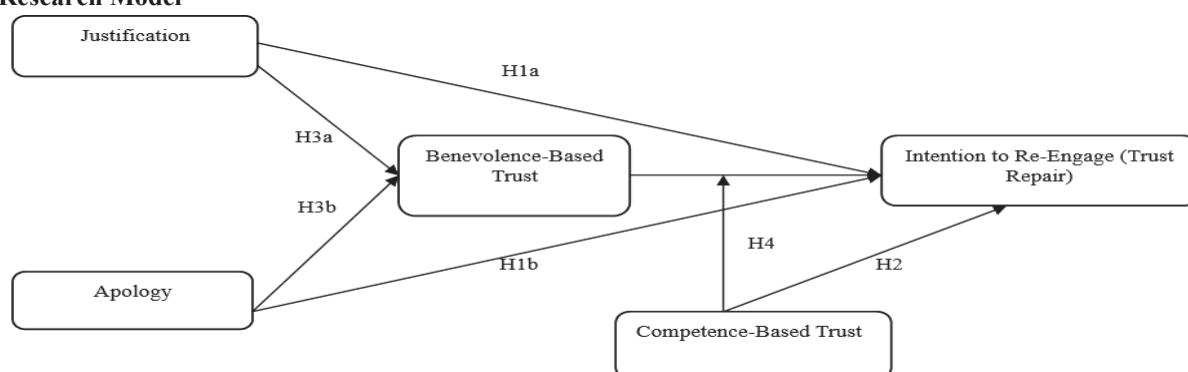 Research Model
Justification
H1a
H3a
Benevolence-Based
Trust
Intention to Re-Engage (Trust
Repair)
H3b
H4
H1b
H2
Apology
Competence-Based Trust